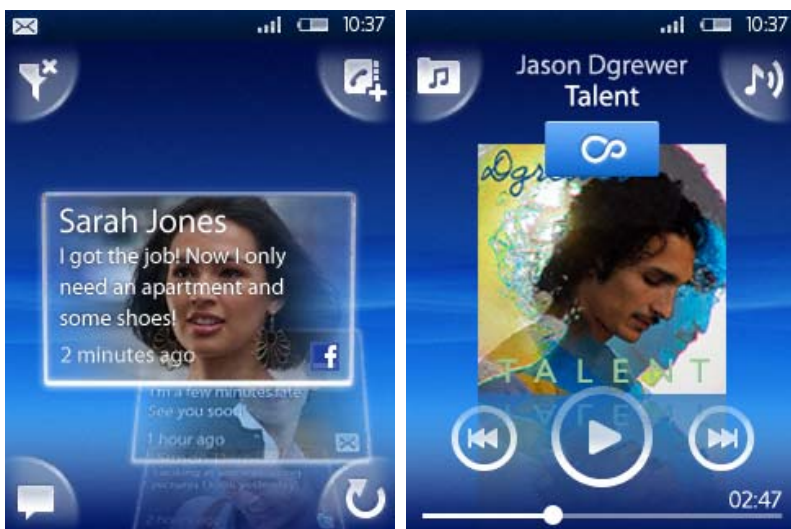 10:37
Sarah Jones
I got the job! Now I only
need an apartment and
some shoes!
2 minutes ago
f
I'm a few minutes late.
See you soon!
1 hour ago
10:37
Jason Dgrewer
Talent
TALENT
02:47